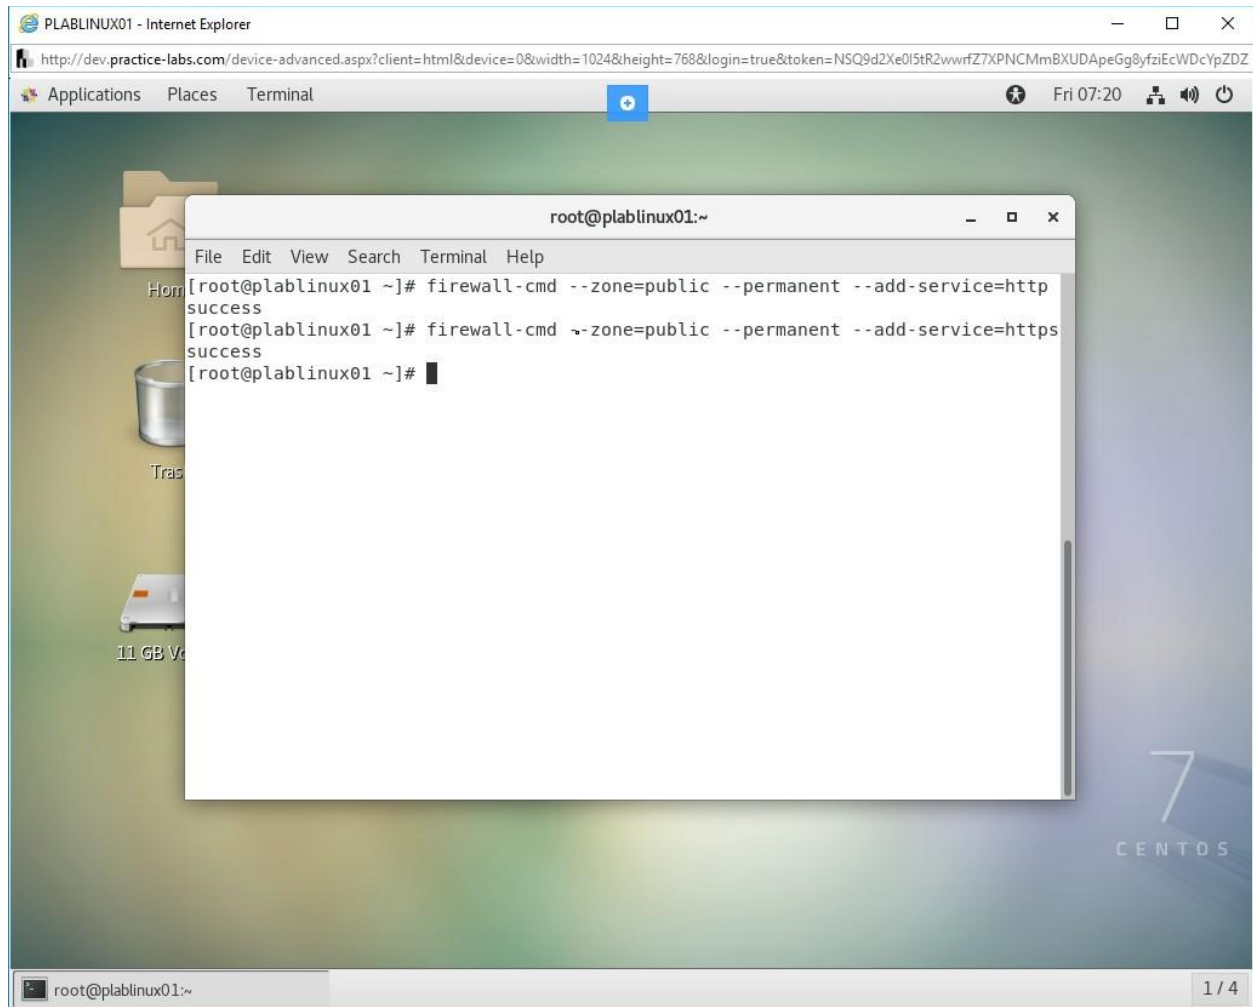 PLABLINUX01 - Internet Explorer
http://dev.practice-labs.com/device-advanced.aspx?client=html&device=0&width=1024&height=768&login=true&token=
Applications Places Terminal Fri 07:20
root@plablinux01:~
File Edit View Search Terminal Help
[root@plablinux01 ~]# firewall-cmd --zone=public --permanent --add-service=http
success
[root@plablinux01 ~]# firewall-cmd --zone=public --permanent --add-service=https
success
[root@plablinux01 ~]#
Hom
Tras
11 GB Vo
7
CENTOS
root@plablinux01:~ 1 / 4